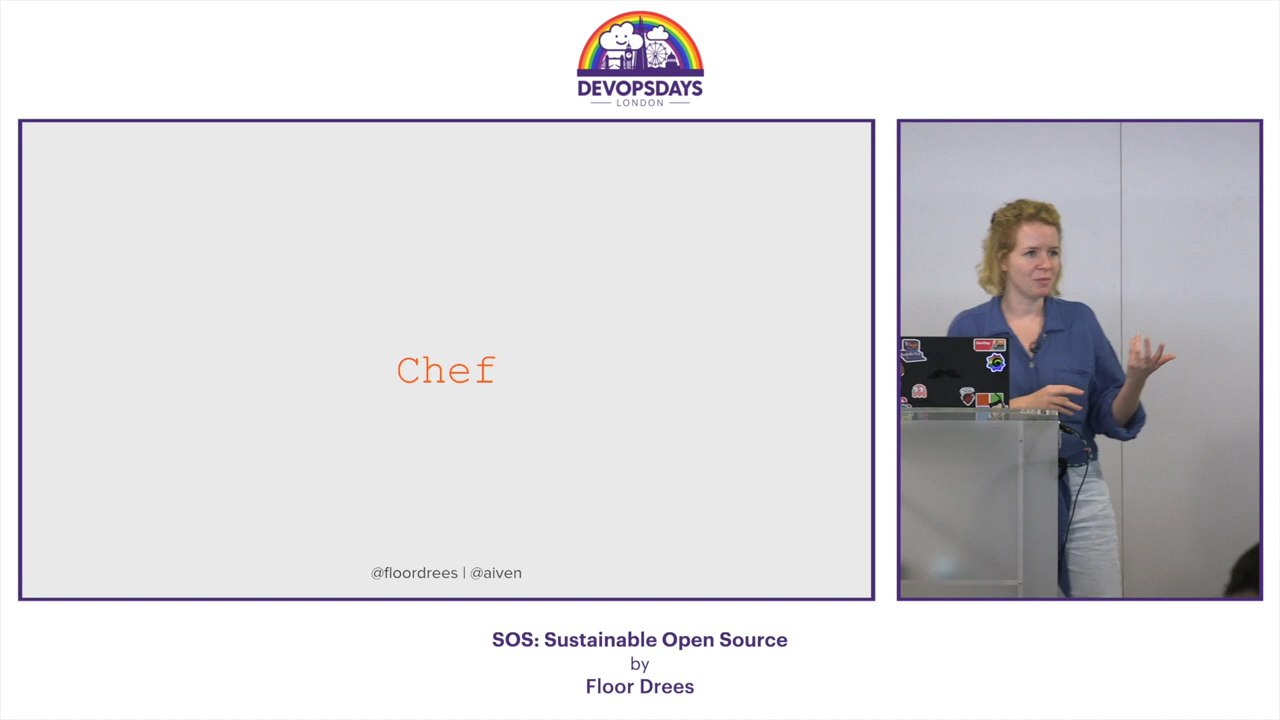 DEVOPSDAYS
LONDON
Chef
@floordrees | @aiven
SOS: Sustainable Open Source
by
Floor Drees